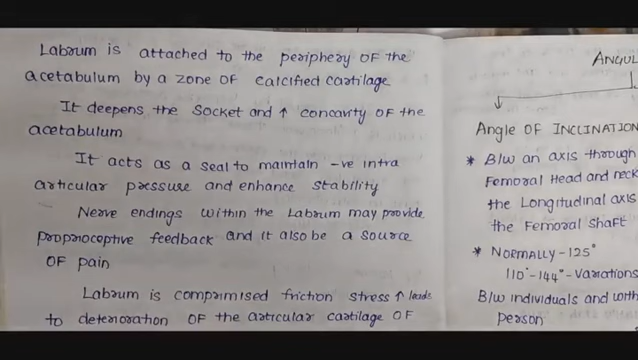 Labrum is attached to the periphery OF the
acetabulum by a zone OF calcified cartilage
It deepens the socket and ↑ concavity OF the
acetabulum
It acts as a seal to maintain -ve intra
articular pressure and enhance stability
Nerve endings within the Labrum may provide
proprioceptive feedback and it also be a source
OF pain
Labrum is comprimised friction stress ↑ leads
to deterioration OF the articular cartilage OF
ANGUL
Angle OF INCLINATION
* B/w an axis through
Femoral Head and neck
the Longitudinal axis
the Femoral Shaft
* NORMALLY - 125°
110° - 144° - Variations
B/w individuals and with
person